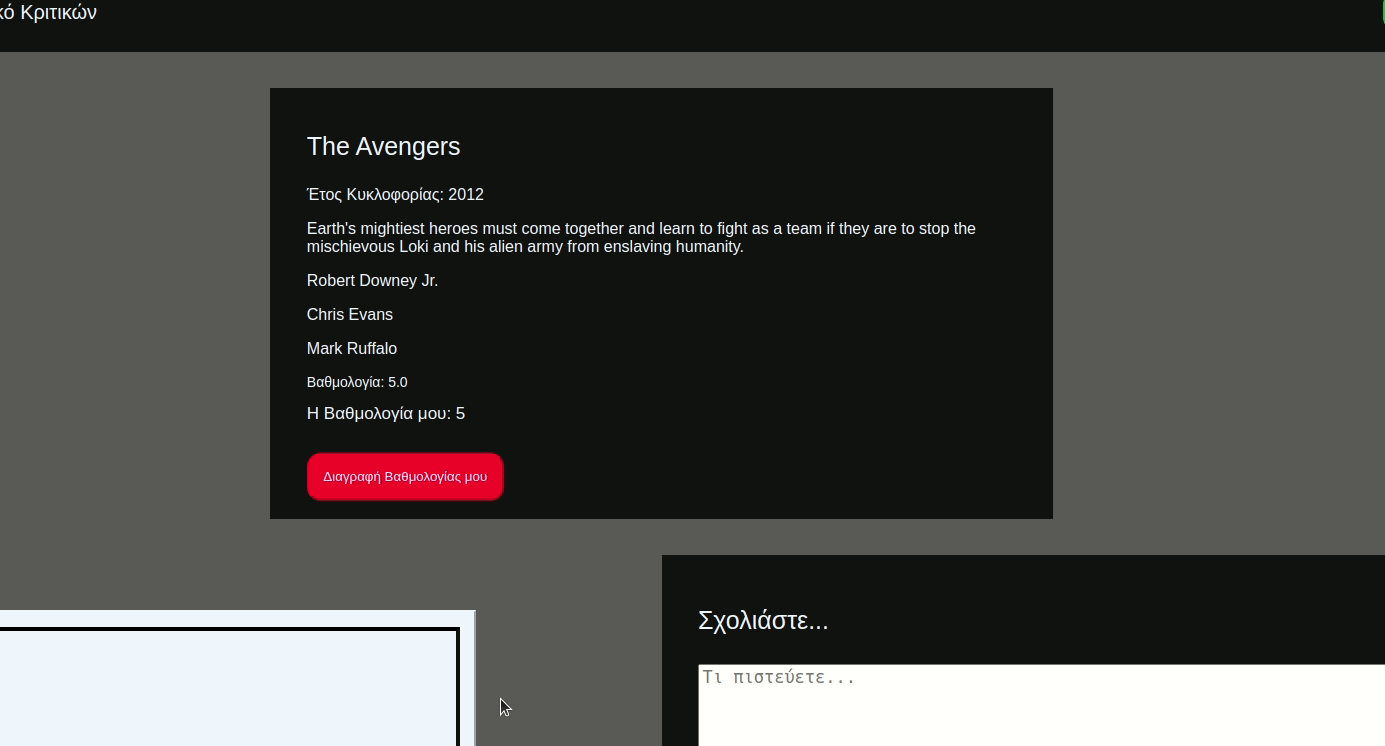 κό Κριτικών
The Avengers
Έτος Κυκλοφορίας: 2012
Earth's mightiest heroes must come together and learn to fight as a team if they are to stop the
mischievous Loki and his alien army from enslaving humanity.
Robert Downey Jr.
Chris Evans
Mark Ruffalo
Βαθμολογία: 5.0
Η Βαθμολογία μου: 5
Διαγραφή Βαθμολογίας μου
Σχολιάστε...
Τι πιστεύετε...